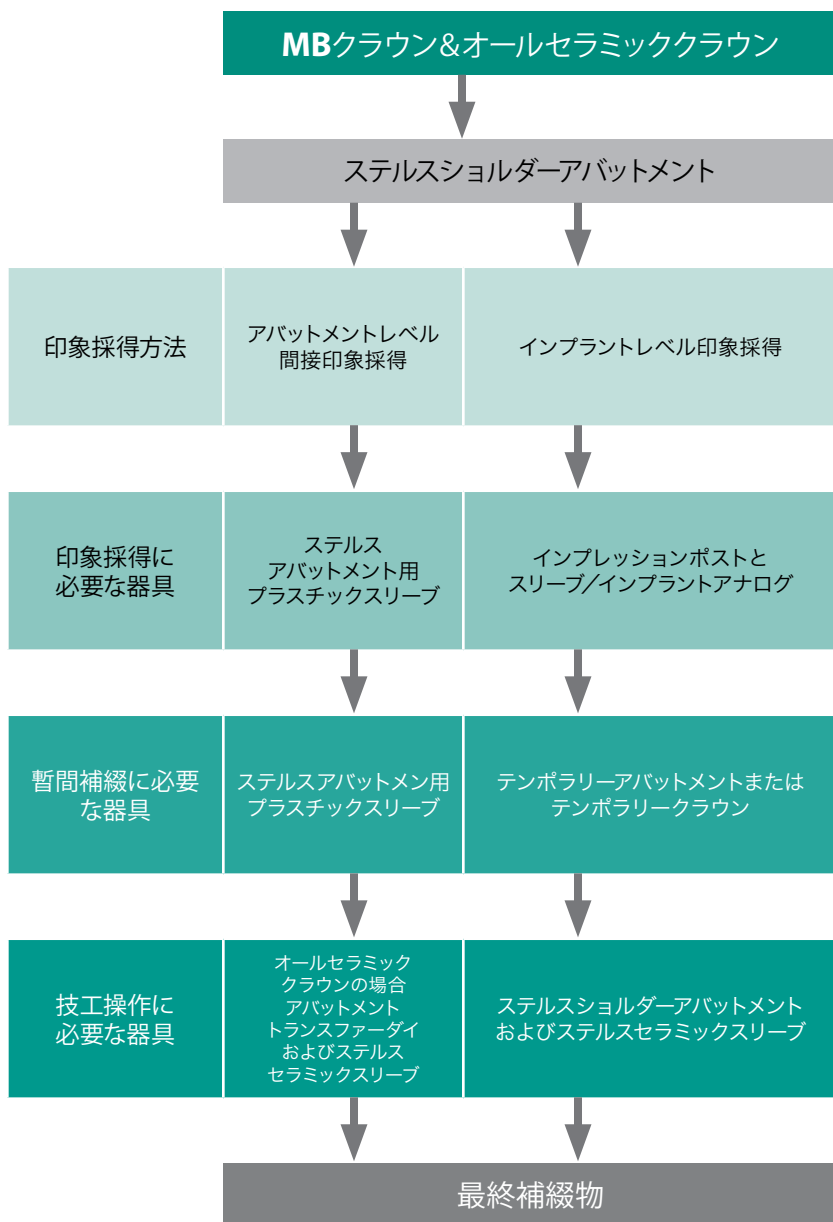 MBクラウン&オールセラミッククラウン
ステルスショルダーアバットメント
印象採得方法
アバットメントレベル
間接印象採得
インプラントレベル印象採得
印象採得に
必要な器具
ステルス
アバットメント用
プラスチックスリーブ
インプレッションポストと
スリーブ/インプラントアナログ
暫間補綴に必要
な器具
ステルスアバットメン用
プラスチックスリーブ
テンポラリーアバットメントまたは
テンポラリークラウン
技工操作に
必要な器具
オールセラミック
クラウンの場合
アバットメント
トランスファーダイ
およびステルス
セラミックスリーブ
ステルスショルダーアバットメント
およびステルスセラミックスリーブ
最終補綴物